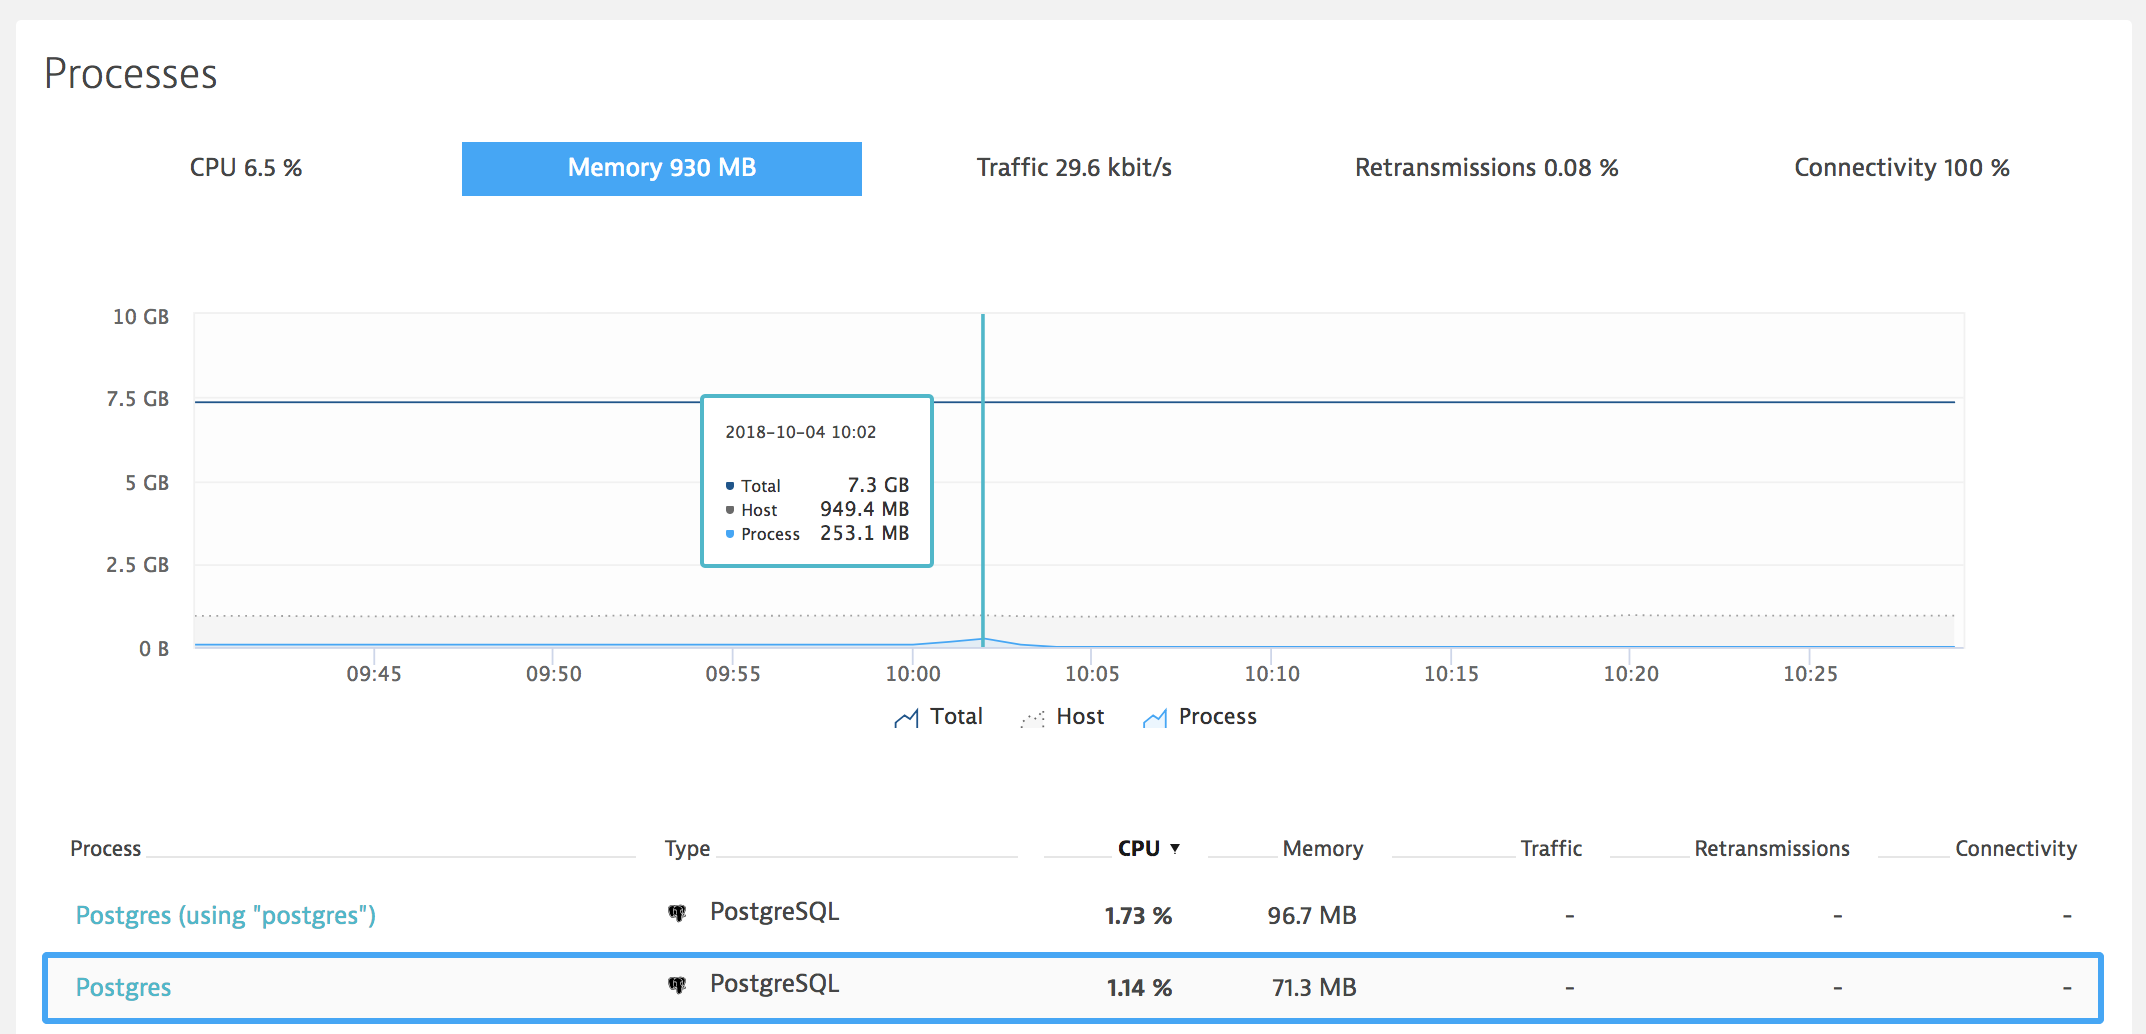 Processes
CPU 6.5 % Memory 930 MB Traffic 29.6 kbit/s Retransmissions 0.08 % Connectivity 100 %
10 GB
7.5 GB
5 GB
2.5 GB
0 B
2018-10-04 10:02
Total 7.3 GB
Host 949.4 MB
Process 253.1 MB
09:45 09:50 09:55 10:00 10:05 10:10 10:15 10:20 10:25
Total Host Process
Process Type CPU ▼ Memory Traffic Retransmissions Connectivity
Postgres (using "postgres") PostgreSQL 1.73 % 96.7 MB - - -
Postgres PostgreSQL 1.14 % 71.3 MB - - -